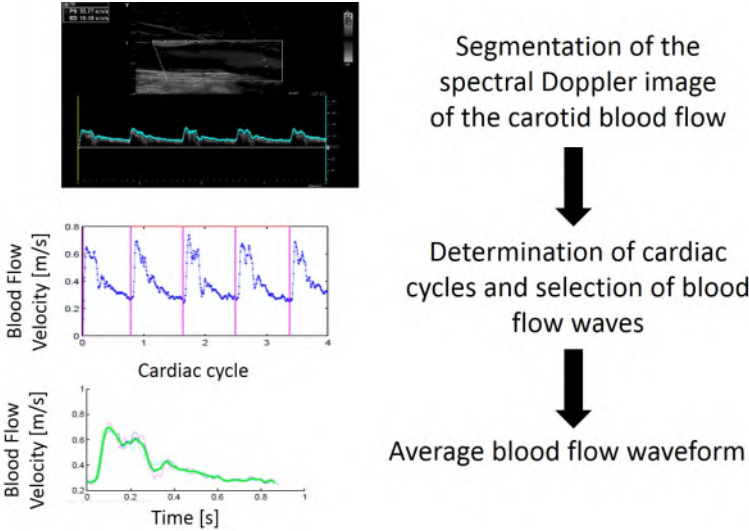 Segmentation of the
spectral Doppler image
of the carotid blood flow
Blood Flow
Velocity [m/s]
0.8
0.6
0.4
0.2
0
0
1
2
3
4
Cardiac cycle
Determination of cardiac
cycles and selection of blood
flow waves
Blood Flow
Velocity [m/s]
1
0.8
0.6
0.4
0.2
0
0.2
0.4
0.6
0.8
1
Time [s]
Average blood flow waveform